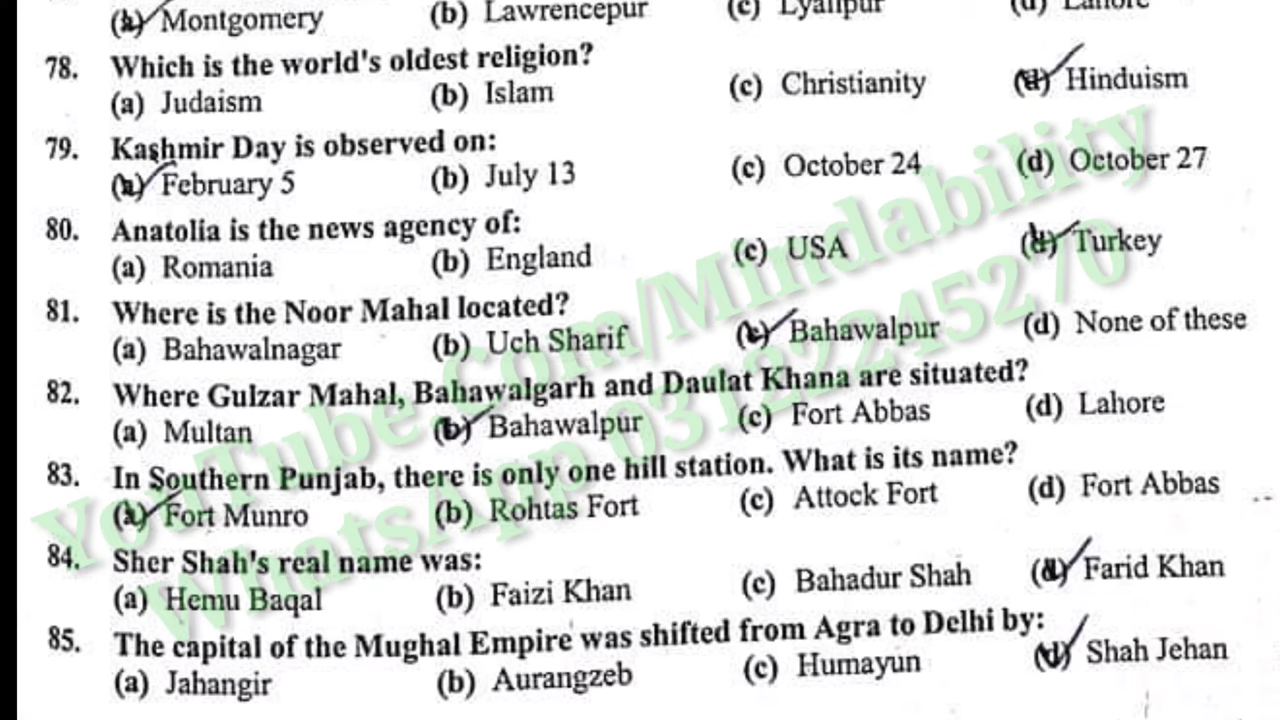 (a) Montgomery (b) Lawrencepur (c) Lyallpur (d) Lahore
78. Which is the world's oldest religion?
(a) Judaism (b) Islam (c) Christianity (d) Hinduism
79. Kashmir Day is observed on:
(a) February 5 (b) July 13 (c) October 24 (d) October 27
80. Anatolia is the news agency of:
(a) Romania (b) England (c) USA (d) Turkey
81. Where is the Noor Mahal located?
(a) Bahawalnagar (b) Uch Sharif (c) Bahawalpur (d) None of these
82. Where Gulzar Mahal, Bahawalgarh and Daulat Khana are situated?
(a) Multan (b) Bahawalpur (c) Fort Abbas (d) Lahore
83. In Southern Punjab, there is only one hill station. What is its name?
(a) Fort Munro (b) Rohtas Fort (c) Attock Fort (d) Fort Abbas
84. Sher Shah's real name was:
(a) Hemu Baqal (b) Faizi Khan (c) Bahadur Shah (d) Farid Khan
85. The capital of the Mughal Empire was shifted from Agra to Delhi by:
(a) Jahangir (b) Aurangzeb (c) Humayun (d) Shah Jehan
YouTube.Com/Mindability
WhatsApp 03122245270